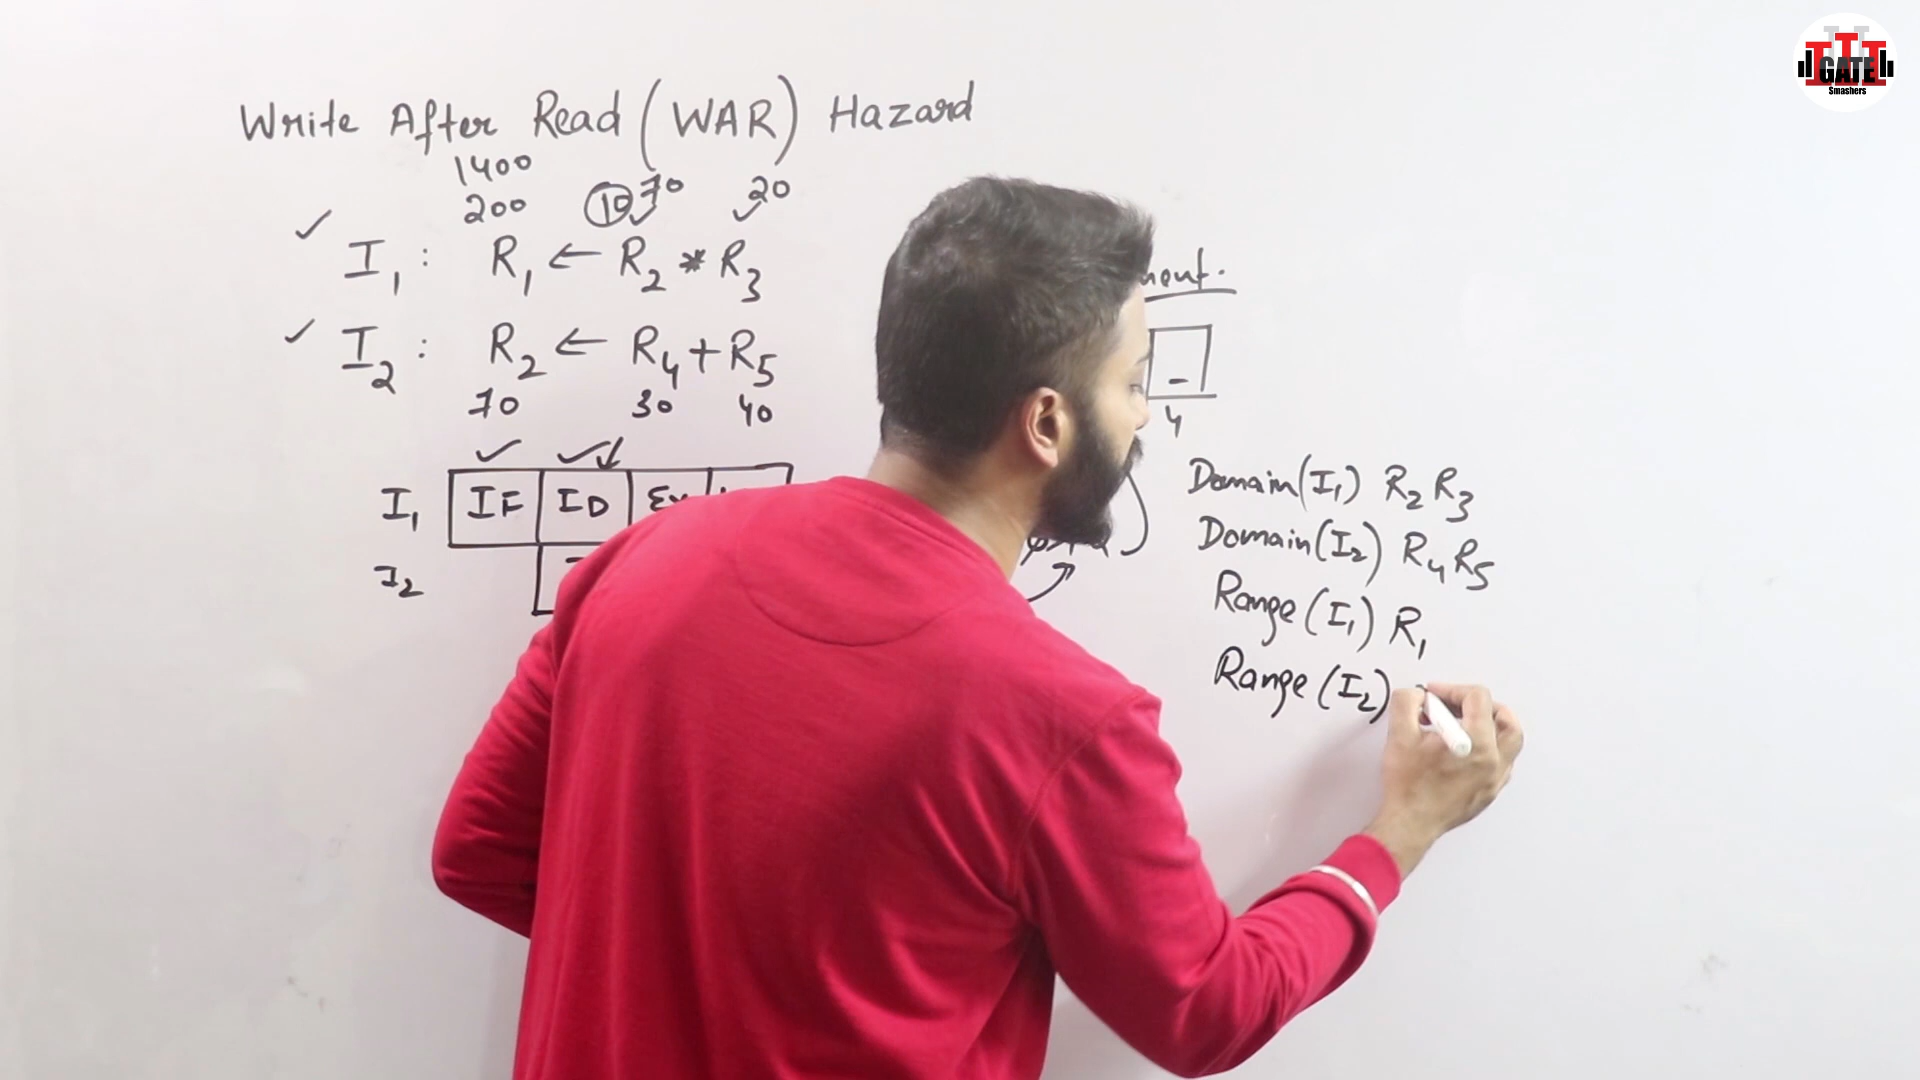 Write After Read (WAR) Hazard
1400
200 10 70 20
I1 : R1 ← R2 * R3
I2 : R2 ← R4 + R5
70 30 40
I1 IF ID Ex
I2
4
Domain(I1) R2 R3
Domain(I2) R4 R5
Range(I1) R1
Range(I2)
GATE
Smashers